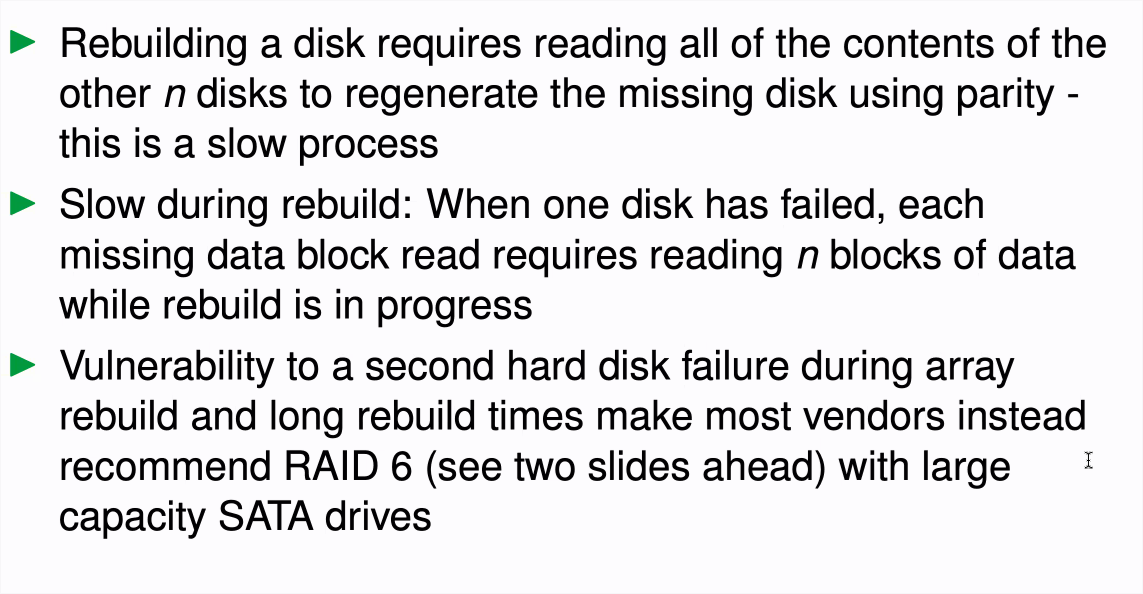 Rebuilding a disk requires reading all of the contents of the
other n disks to regenerate the missing disk using parity -
this is a slow process
Slow during rebuild: When one disk has failed, each
missing data block read requires reading n blocks of data
while rebuild is in progress
Vulnerability to a second hard disk failure during array
rebuild and long rebuild times make most vendors instead
recommend RAID 6 (see two slides ahead) with large
capacity SATA drives